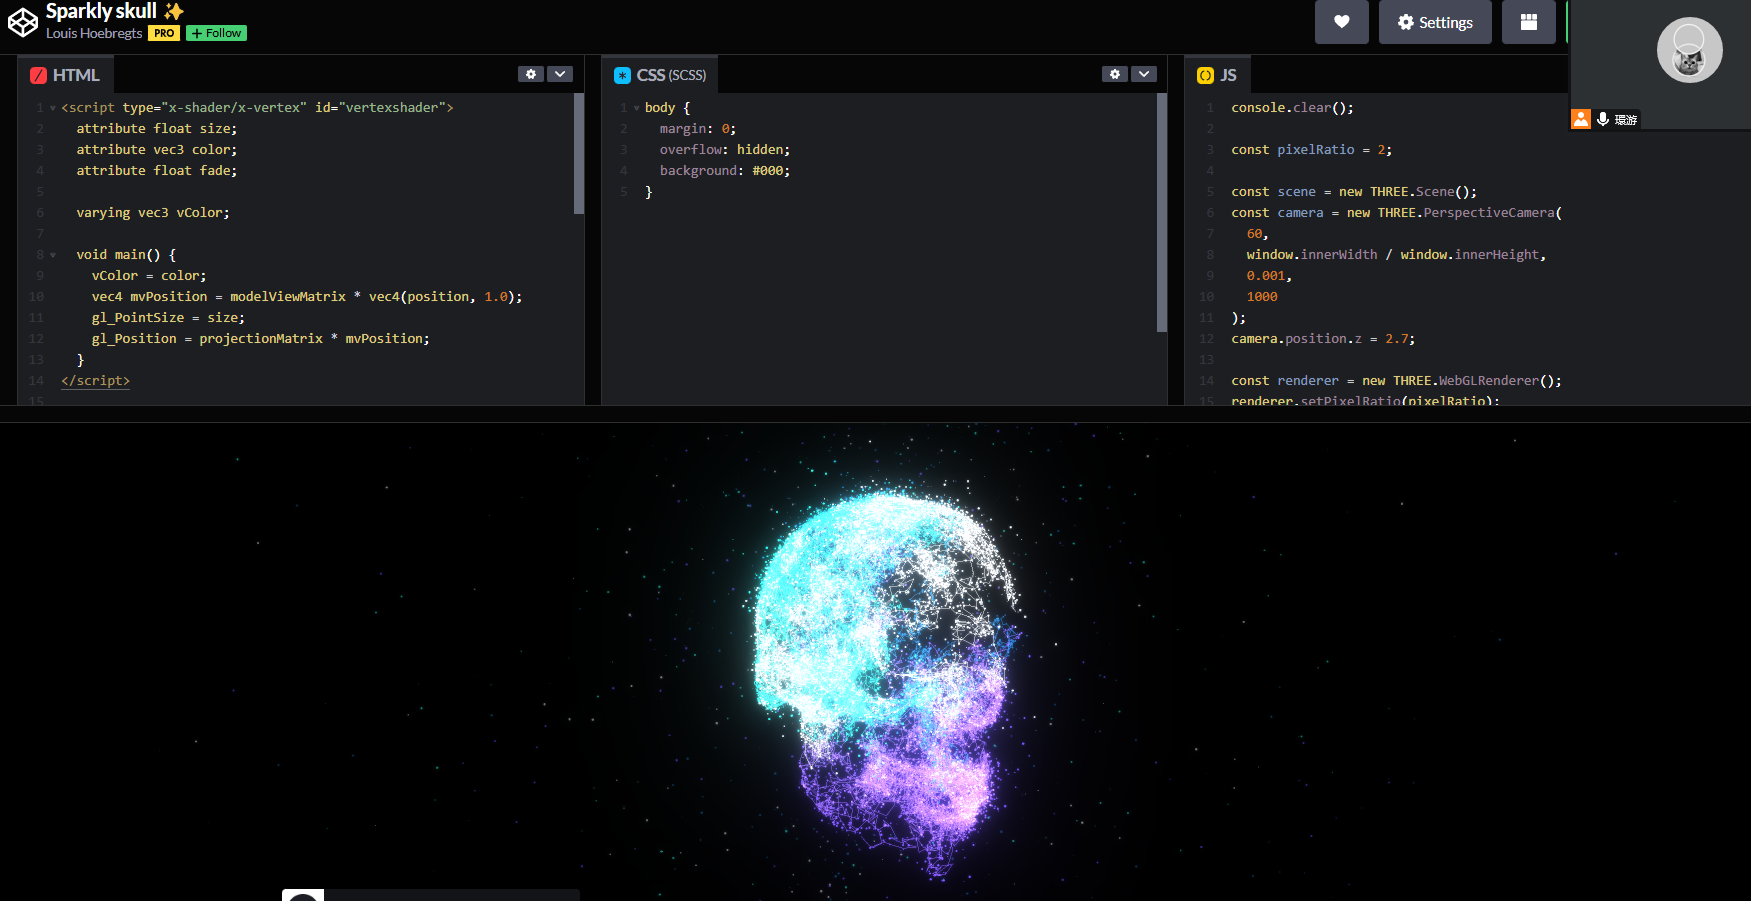 Sparkly skull ✨
Louis Hoebregts PRO + Follow
Settings
HTML
1 <script type="x-shader/x-vertex" id="vertexshader">
2 attribute float size;
3 attribute vec3 color;
4 attribute float fade;
5
6 varying vec3 vColor;
7
8 void main() {
9 vColor = color;
10 vec4 mvPosition = modelViewMatrix * vec4(position, 1.0);
11 gl_PointSize = size;
12 gl_Position = projectionMatrix * mvPosition;
13 }
14 </script>
15
CSS (SCSS)
1 body {
2 margin: 0;
3 overflow: hidden;
4 background: #000;
5 }
JS
1 console.clear();
2
3 const pixelRatio = 2;
4
5 const scene = new THREE.Scene();
6 const camera = new THREE.PerspectiveCamera(
7 60,
8 window.innerWidth / window.innerHeight,
9 0.001,
10 1000
11 );
12 camera.position.z = 2.7;
13
14 const renderer = new THREE.WebGLRenderer();
15 renderer.setPixelRatio(pixelRatio);
環游